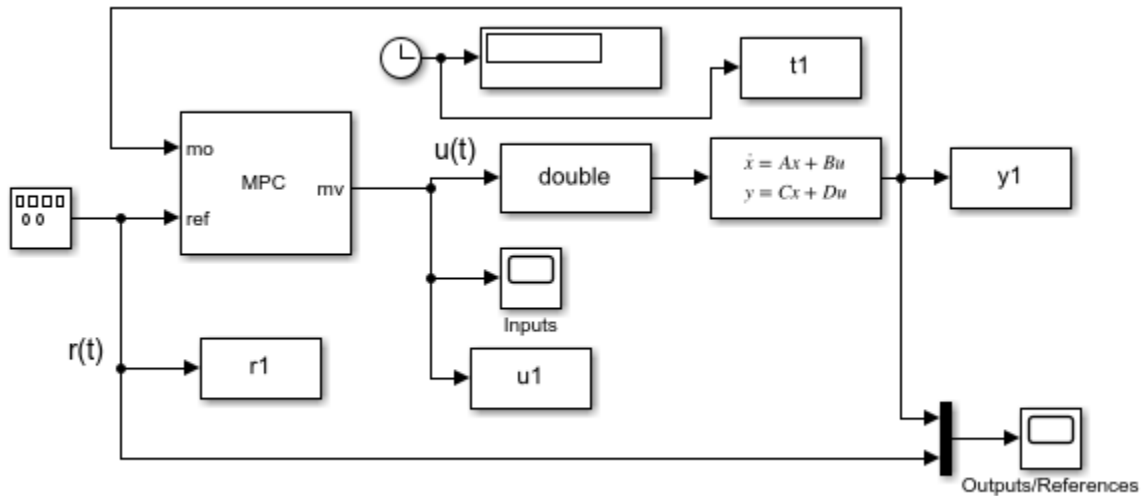 t1
mo
MPC
mv
ref
u(t)
double
ẋ = Ax + Bu
y = Cx + Du
y1
Inputs
r(t)
r1
u1
Outputs/References